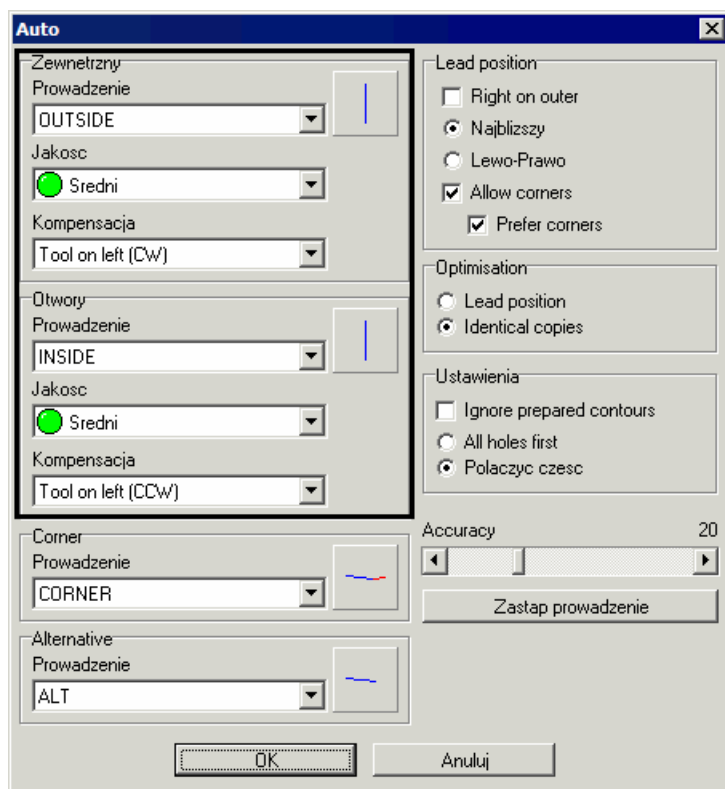 Auto
Zewnetrzny
Prowadzenie
OUTSIDE
Jakosc
Sredni
Kompensacja
Tool on left (CW)
Otwory
Prowadzenie
INSIDE
Jakosc
Sredni
Kompensacja
Tool on left (CCW)
Corner
Prowadzenie
CORNER
Alternative
Prowadzenie
ALT
Lead position
Right on outer
Najblizszy
Lewo-Prawo
Allow corners
Prefer corners
Optimisation
Lead position
Identical copies
Ustawienia
Ignore prepared contours
All holes first
Polaczyc czesc
Accuracy 20
Zastap prowadzenie
OK Anuluj